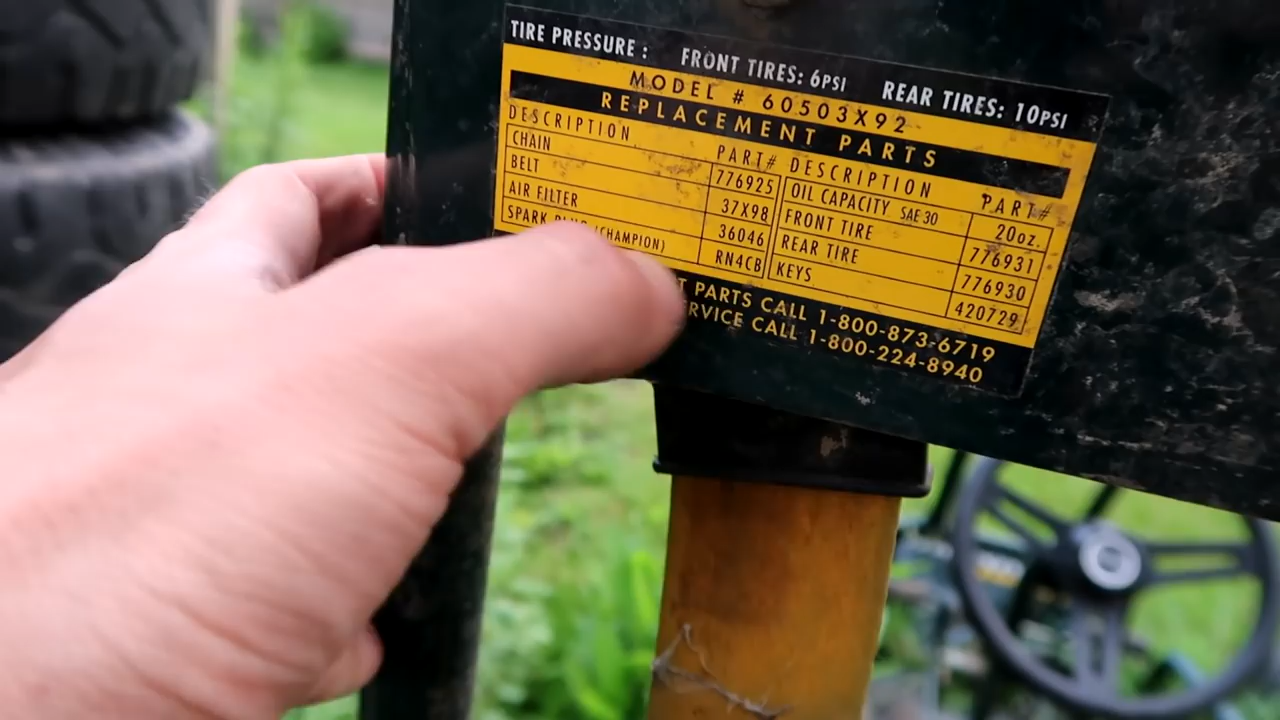 TIRE PRESSURE : FRONT TIRES: 6PSI REAR TIRES: 10PSI
MODEL # 60503X92
REPLACEMENT PARTS
DESCRIPTION PART# DESCRIPTION PART#
CHAIN 776925 OIL CAPACITY SAE 30 20oz.
BELT 37X98 FRONT TIRE 776931
AIR FILTER 36046 REAR TIRE 776930
SPARK (CHAMPION) RN4CB KEYS 420729
PARTS CALL 1-800-873-6719
CALL 1-800-224-8940